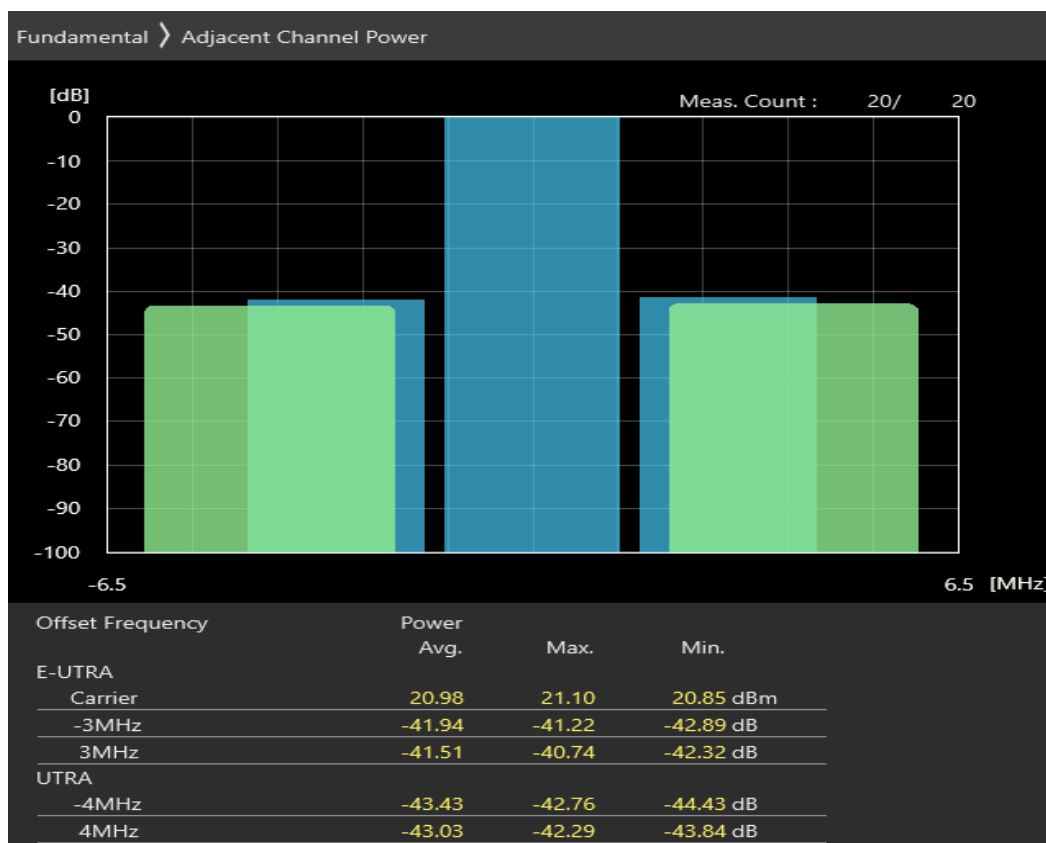 Fundamental 〉 Adjacent Channel Power
[dB]
Meas. Count : 20/ 20
0
-10
-20
-30
-40
-50
-60
-70
-80
-90
-100
-6.5 6.5 [MHz]
Offset Frequency Power
Avg. Max. Min.
E-UTRA
Carrier 20.98 21.10 20.85 dBm
-3MHz -41.94 -41.22 -42.89 dB
3MHz -41.51 -40.74 -42.32 dB
UTRA
-4MHz -43.43 -42.76 -44.43 dB
4MHz -43.03 -42.29 -43.84 dB